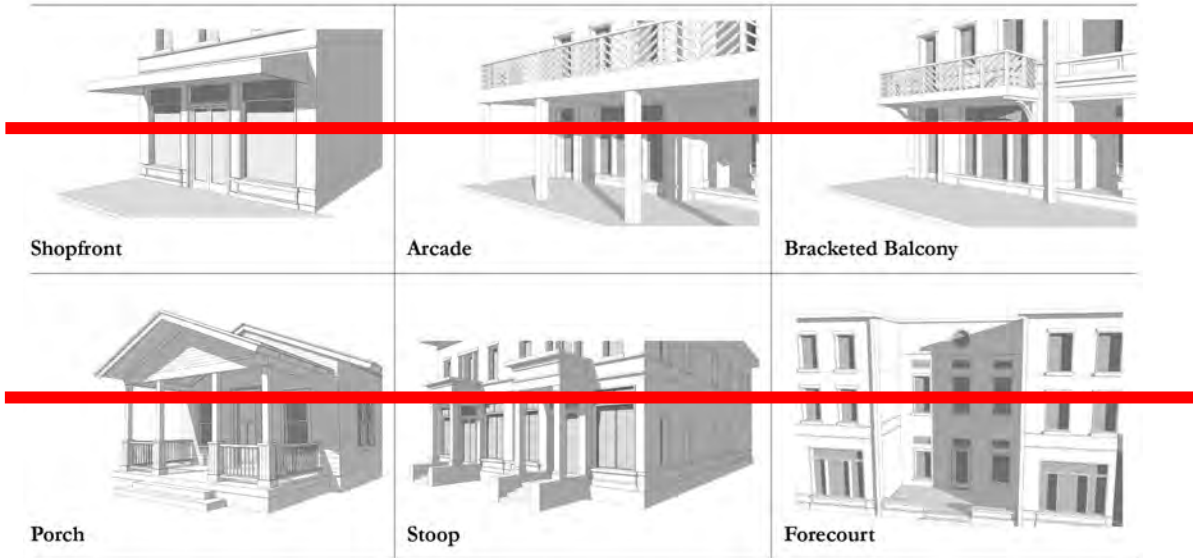 Shopfront
Arcade
Bracketed Balcony
Porch
Stoop
Forecourt